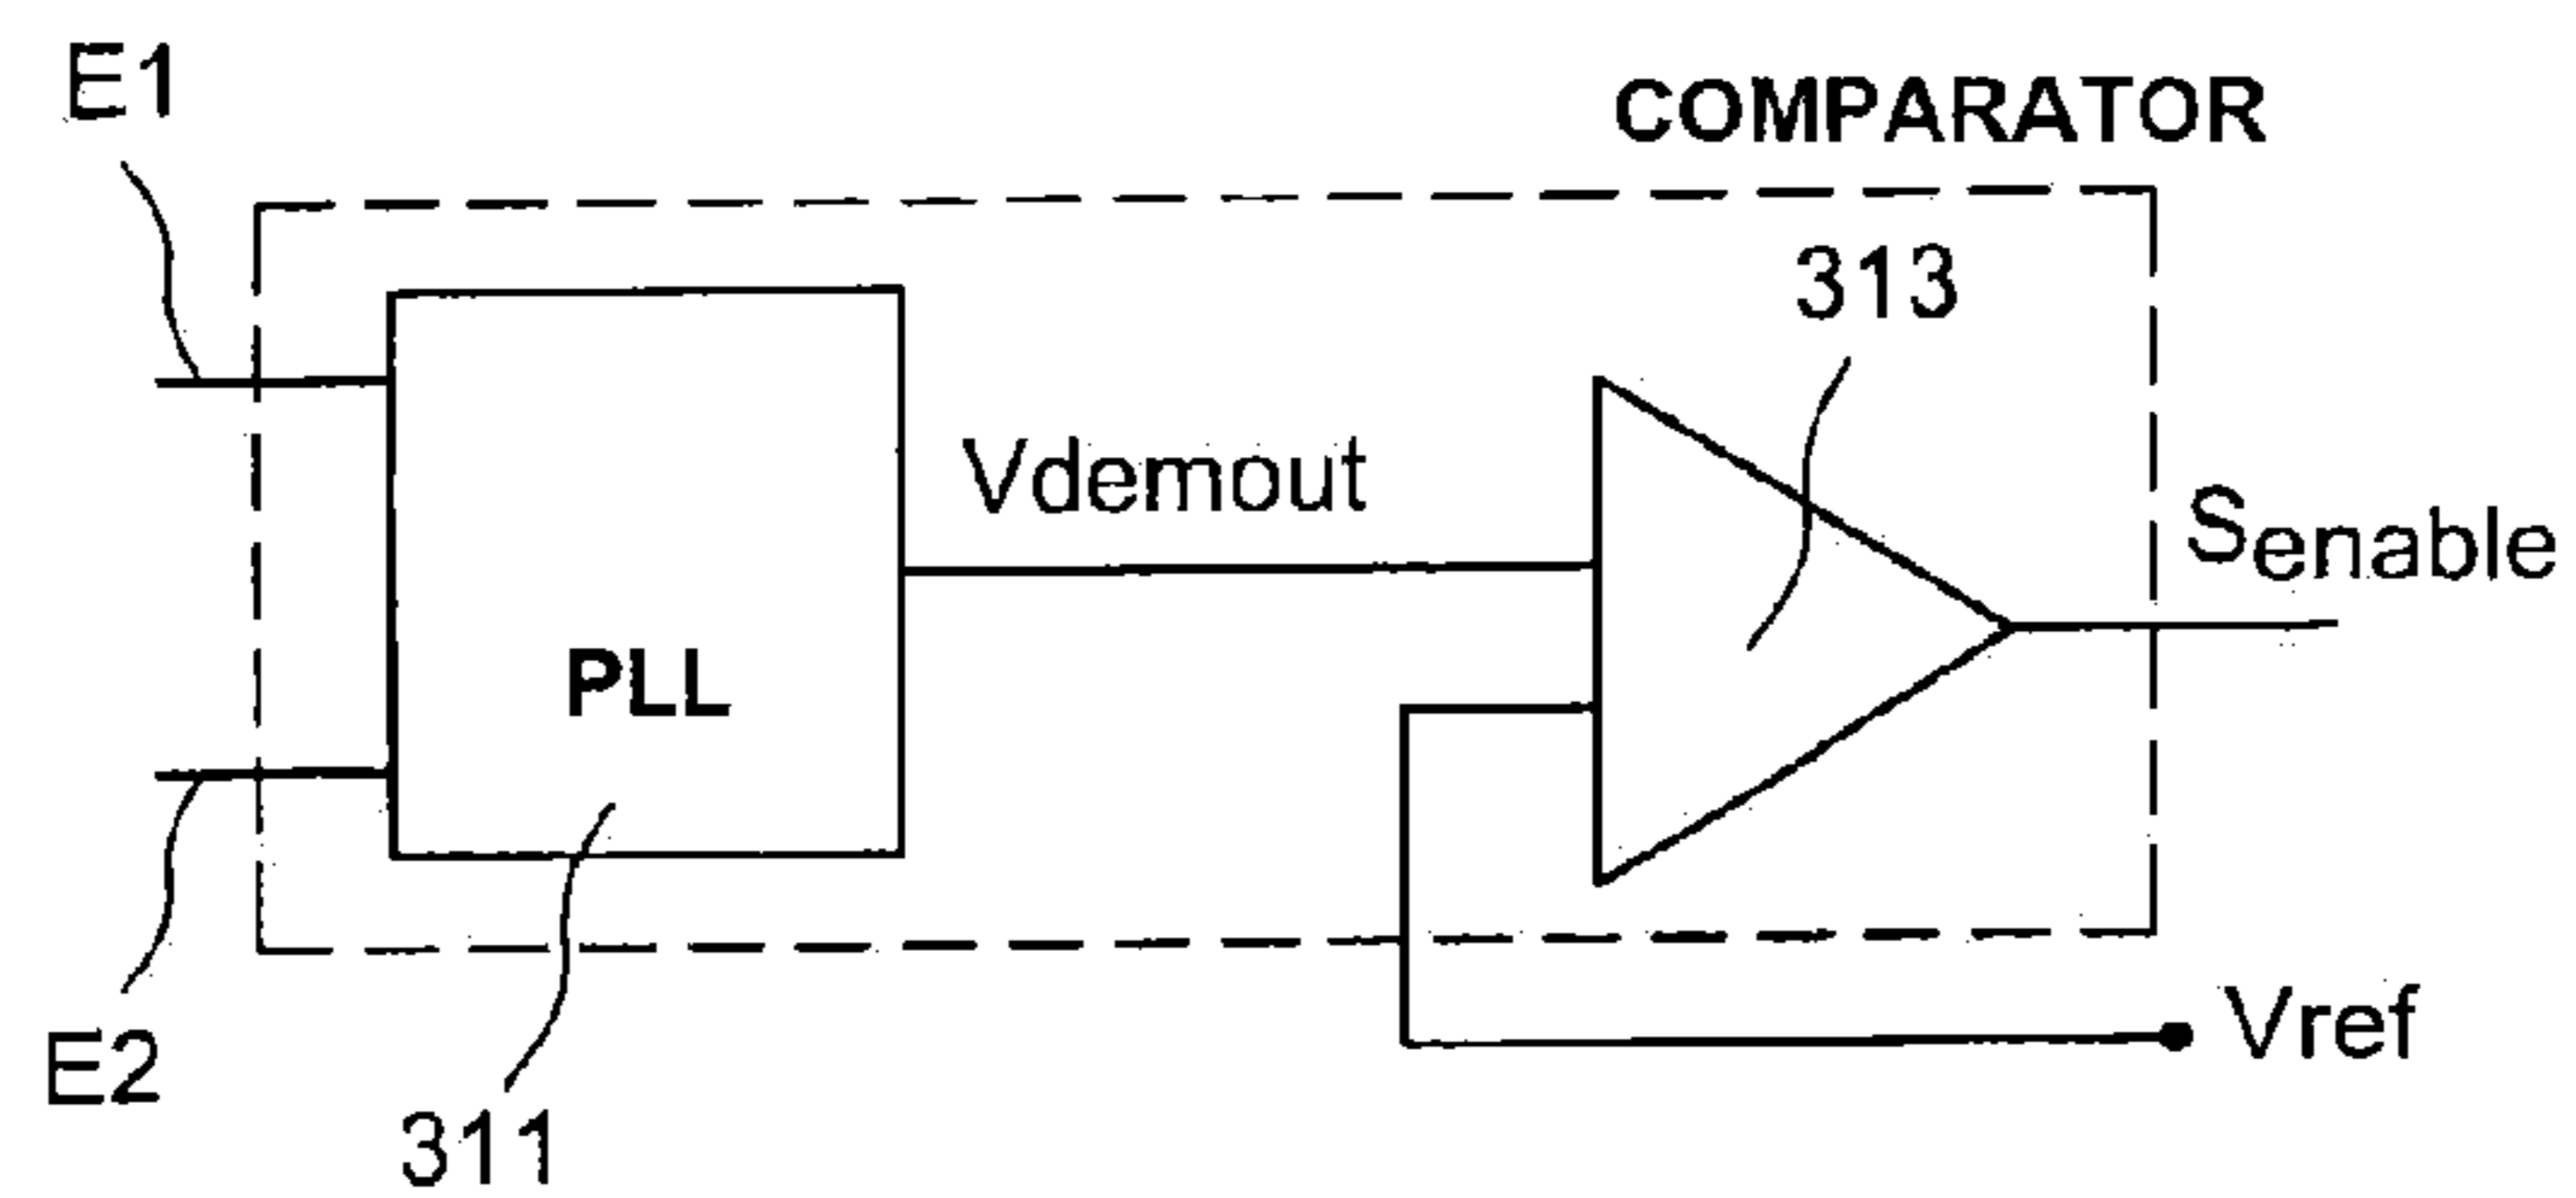 E1
COMPARATOR
313
Vdemout
Senable
PLL
E2
Vref
311